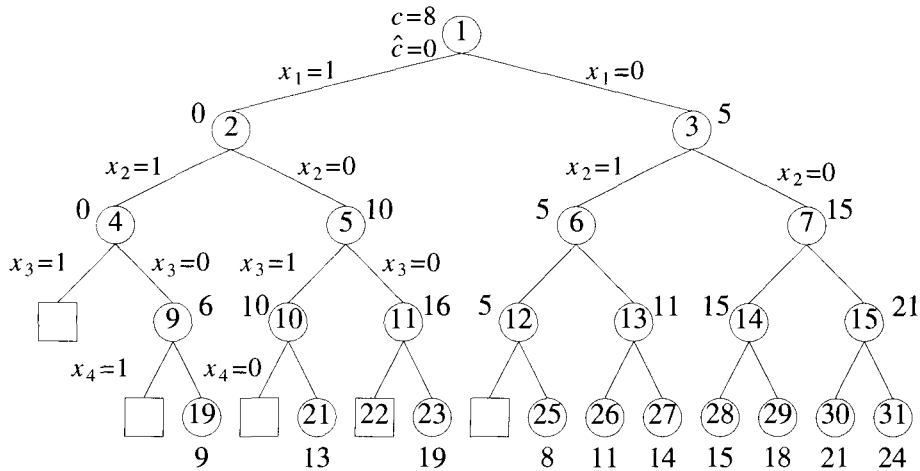 c=8
1
ĉ=0
x₁=1 x₁=0
0 2 3 5
x₂=1 x₂=0 x₂=1 x₂=0
0 4 5 10 5 6 7 15
x₃=1 x₃=0 x₃=1 x₃=0
9 6 10 10 11 16 5 12 13 11 15 14 15 21
x₄=1 x₄=0
19 21 22 23 25 26 27 28 29 30 31
9 13 19 8 11 14 15 18 21 24